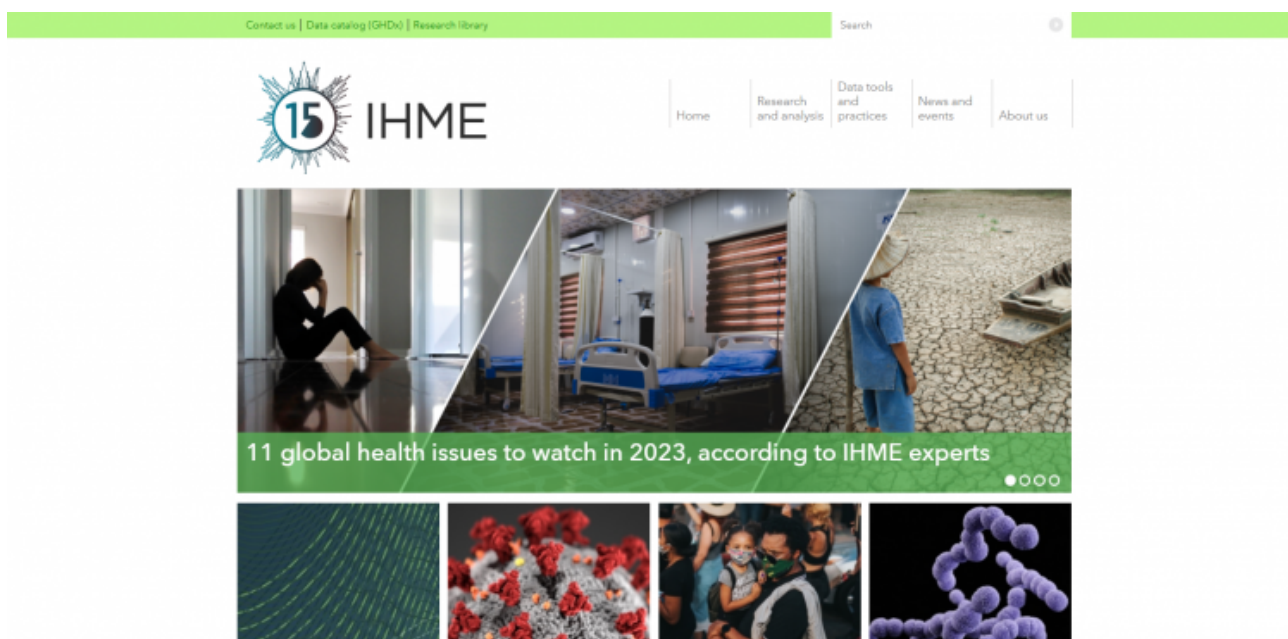 Contact us | Data catalog (GHDx) | Research library
Search
15 IHME
Home
Research
and analysis
Data tools
and
practices
News and
events
About us
11 global health issues to watch in 2023, according to IHME experts